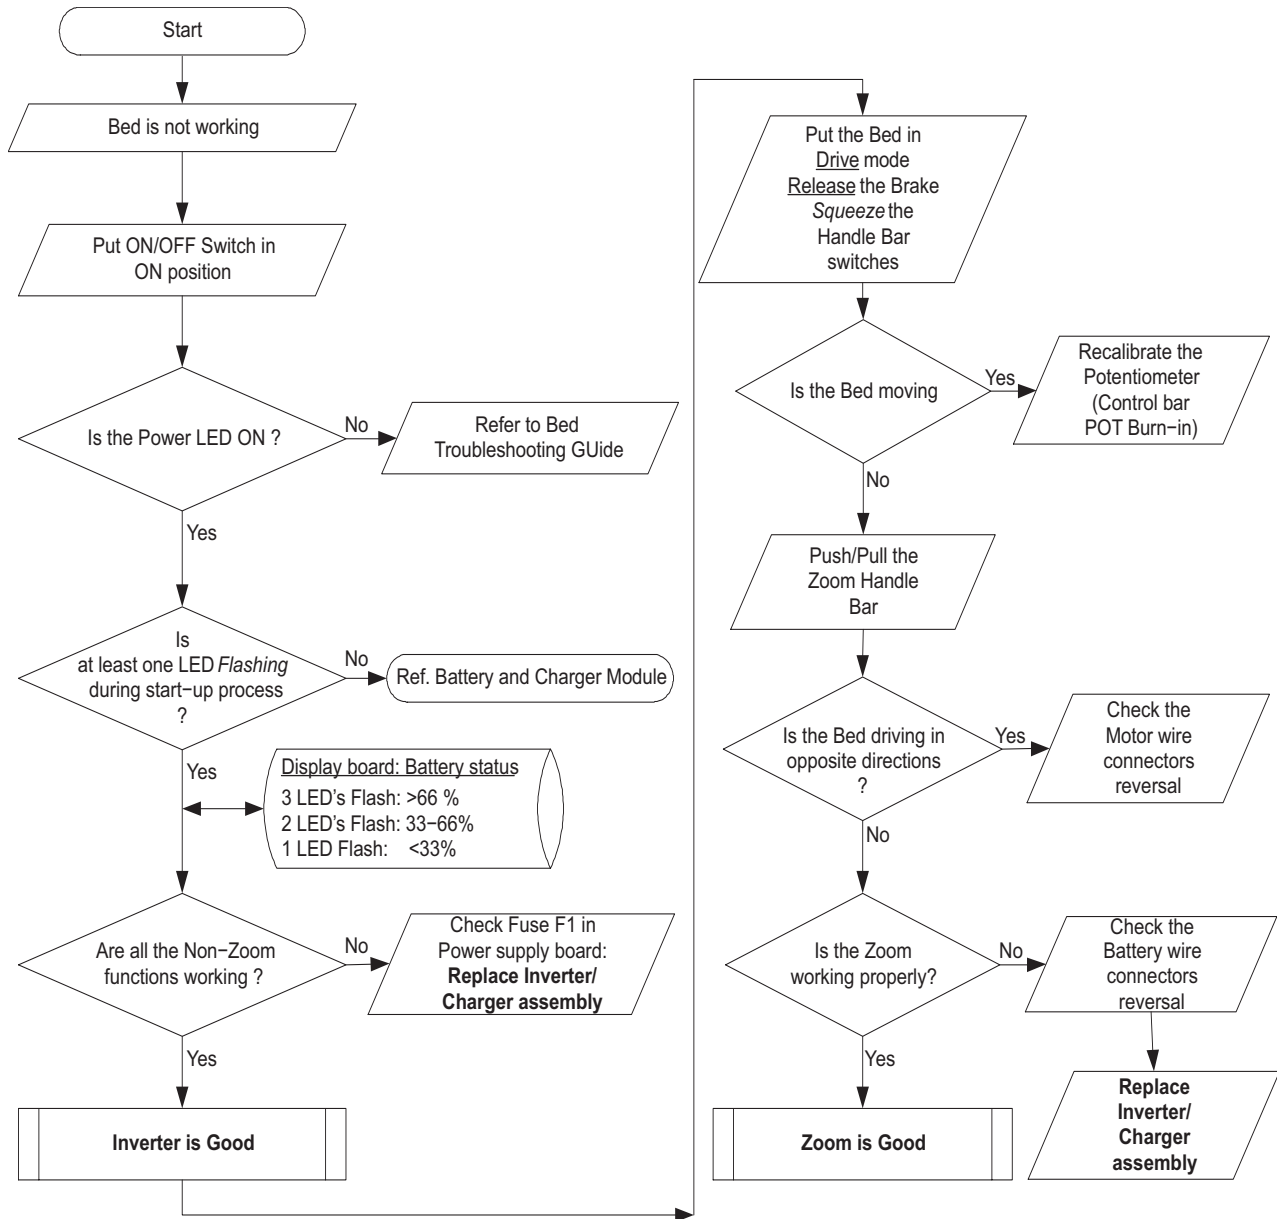 Start
Bed is not working
Put ON/OFF Switch in
ON position
Is the Power LED ON ?
No
Refer to Bed
Troubleshooting GUide
Yes
Is
at least one LED Flashing
during start−up process
?
No
Ref. Battery and Charger Module
Yes
Display board: Battery status
3 LED's Flash: >66 %
2 LED's Flash: 33−66%
1 LED Flash: <33%
Are all the Non−Zoom
functions working ?
No
Check Fuse F1 in
Power supply board:
Replace Inverter/
Charger assembly
Yes
Inverter is Good
Put the Bed in
Drive mode
Release the Brake
Squeeze the
Handle Bar
switches
Is the Bed moving
Yes
Recalibrate the
Potentiometer
(Control bar
POT Burn−in)
No
Push/Pull the
Zoom Handle
Bar
Is the Bed driving in
opposite directions
?
Yes
Check the
Motor wire
connectors
reversal
No
Is the Zoom
working properly?
No
Check the
Battery wire
connectors
reversal
Replace
Inverter/
Charger
assembly
Yes
Zoom is Good